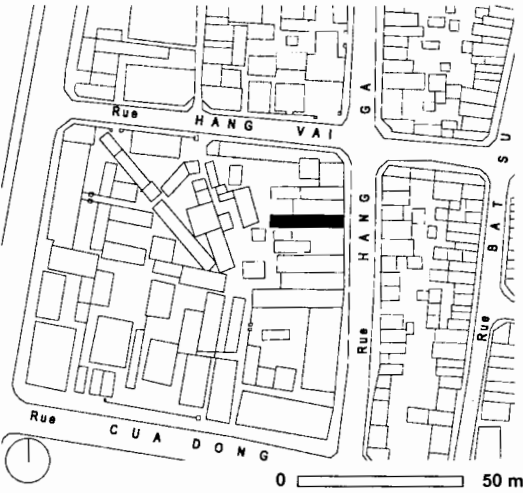 Rue HANG VAI
Rue HANG GA
Rue BAT SU
Rue CUA DONG
0 50 m